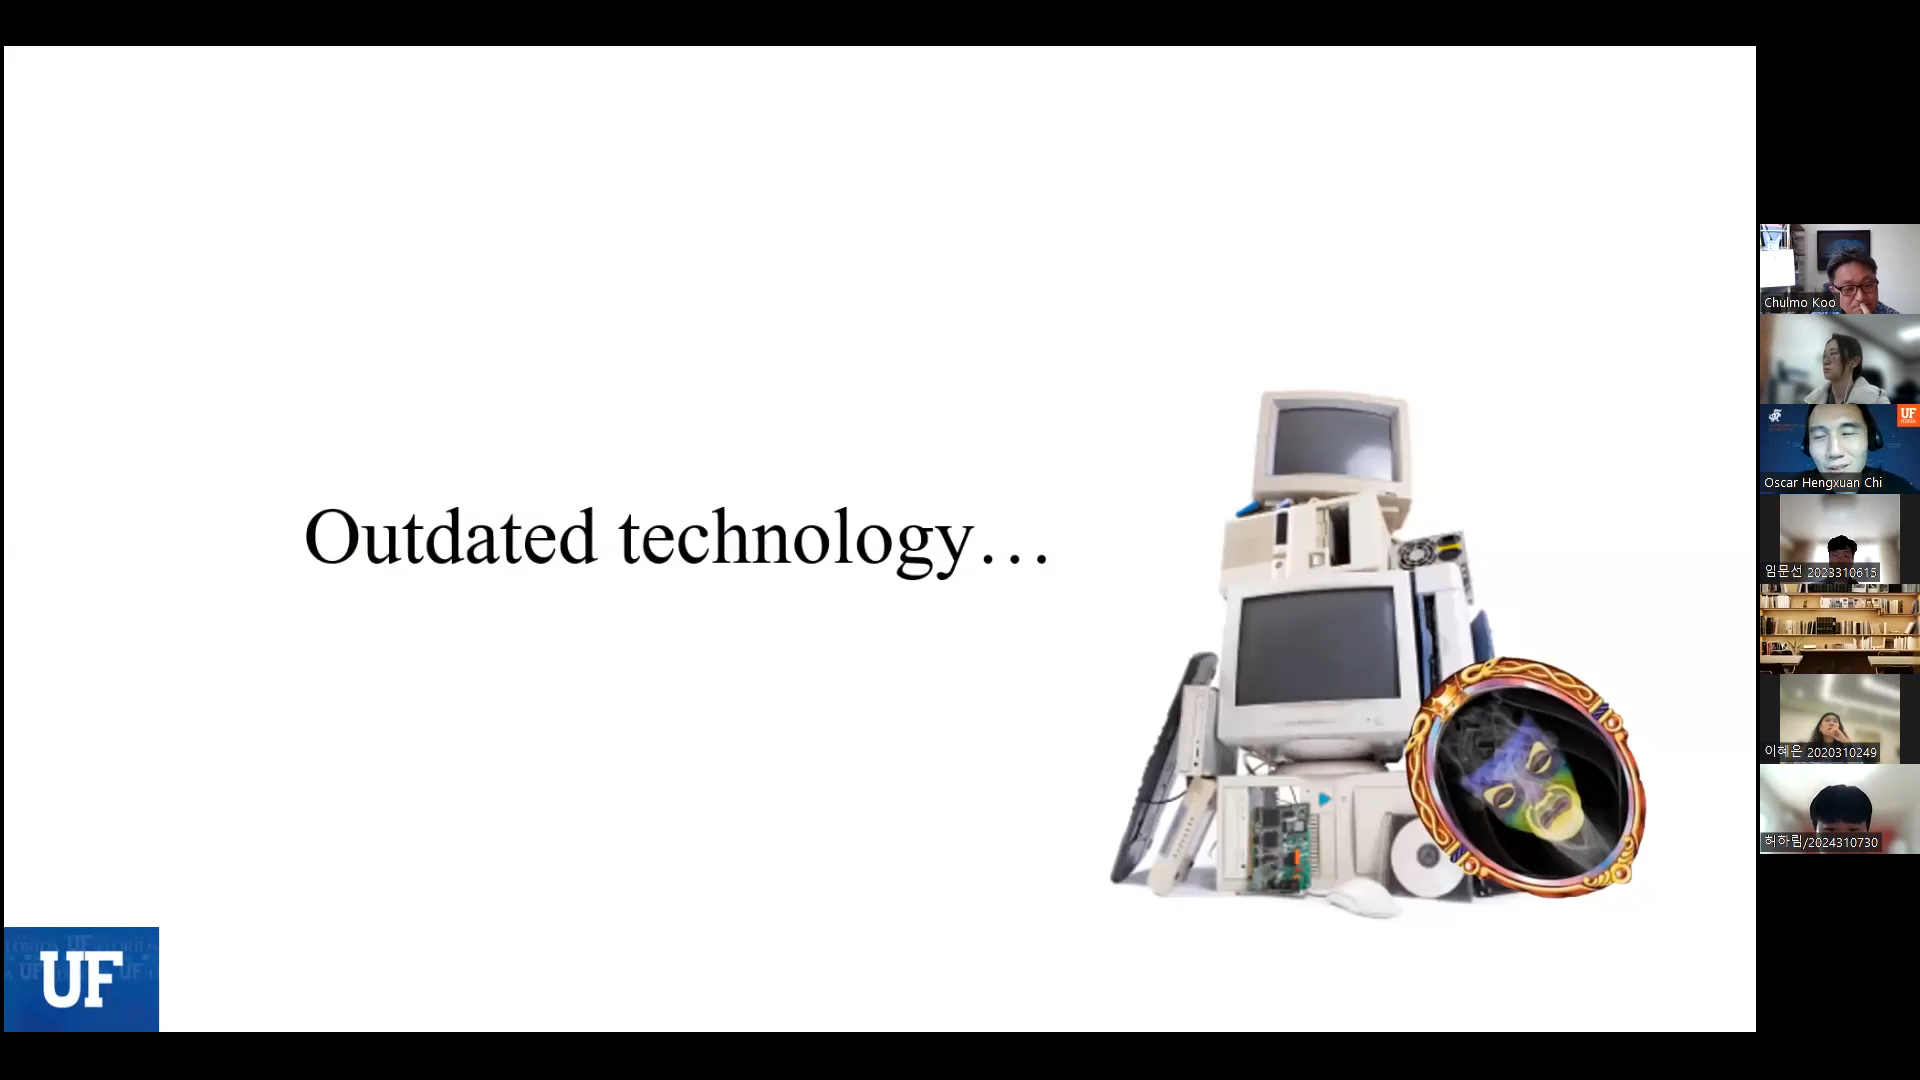 Outdated technology…
UF
Chulmo Koo
UF
Oscar Hengxuan Chi
임문선 2023310615
이혜은 2020310249
허하림/2024310730